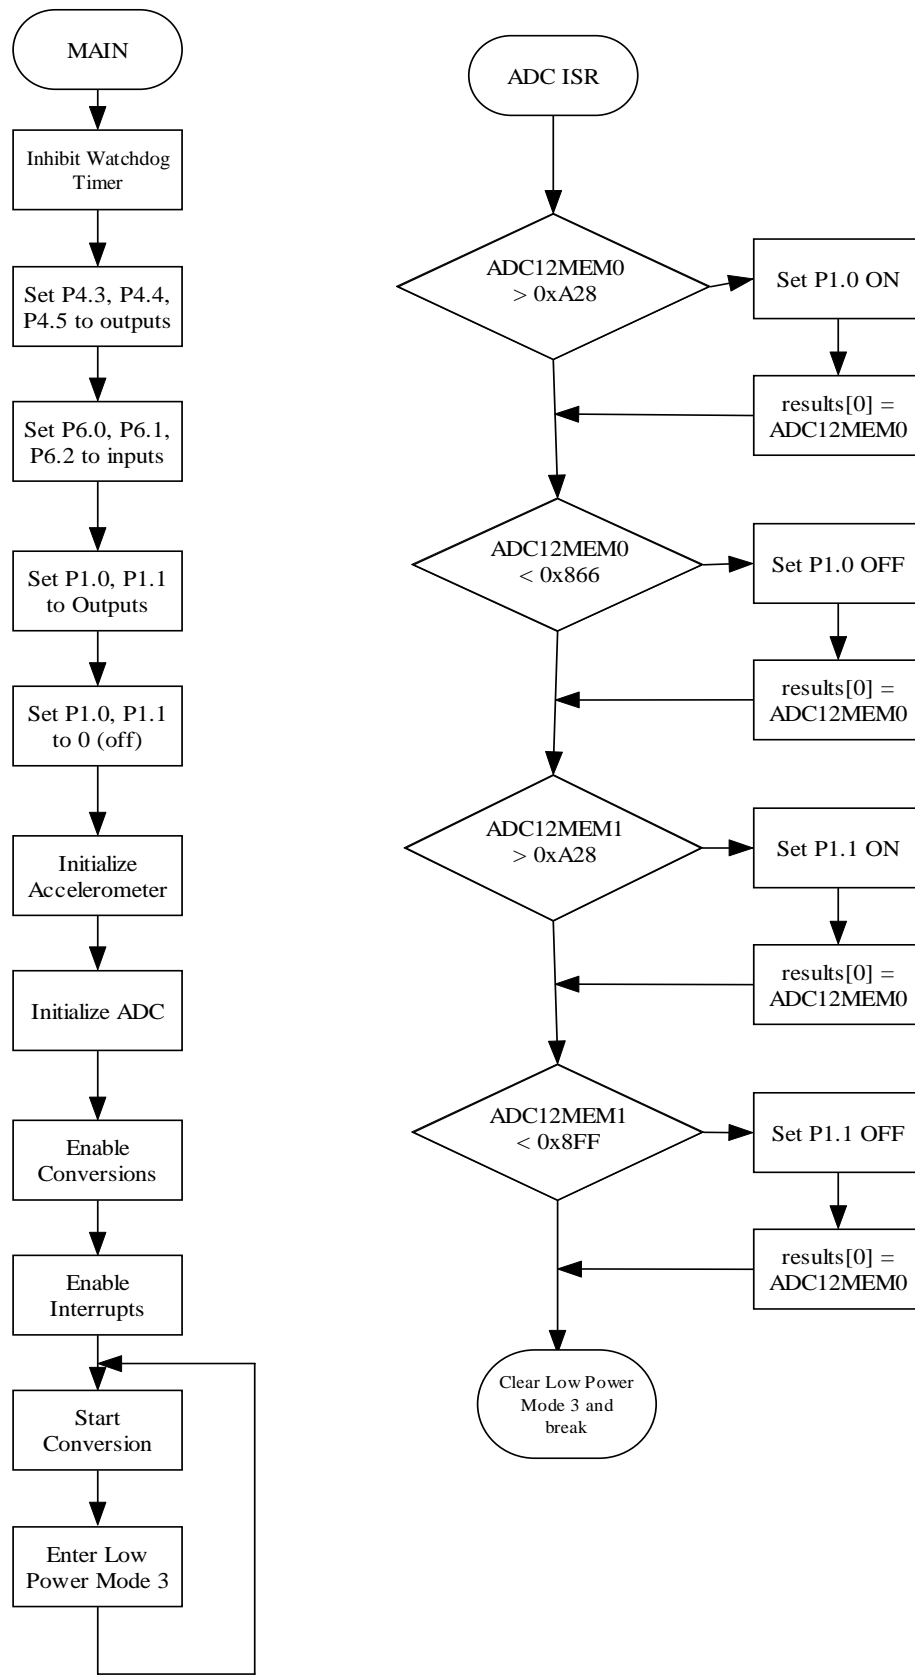 MAIN
Inhibit Watchdog
Timer
Set P4.3, P4.4,
P4.5 to outputs
Set P6.0, P6.1,
P6.2 to inputs
Set P1.0, P1.1
to Outputs
Set P1.0, P1.1
to 0 (off)
Initialize
Accelerometer
Initialize ADC
Enable
Conversions
Enable
Interrupts
Start
Conversion
Enter Low
Power Mode 3
ADC ISR
ADC12MEM0
> 0xA28
Set P1.0 ON
results[0] =
ADC12MEM0
ADC12MEM0
< 0x866
Set P1.0 OFF
results[0] =
ADC12MEM0
ADC12MEM1
> 0xA28
Set P1.1 ON
results[0] =
ADC12MEM0
ADC12MEM1
< 0x8FF
Set P1.1 OFF
results[0] =
ADC12MEM0
Clear Low Power
Mode 3 and
break